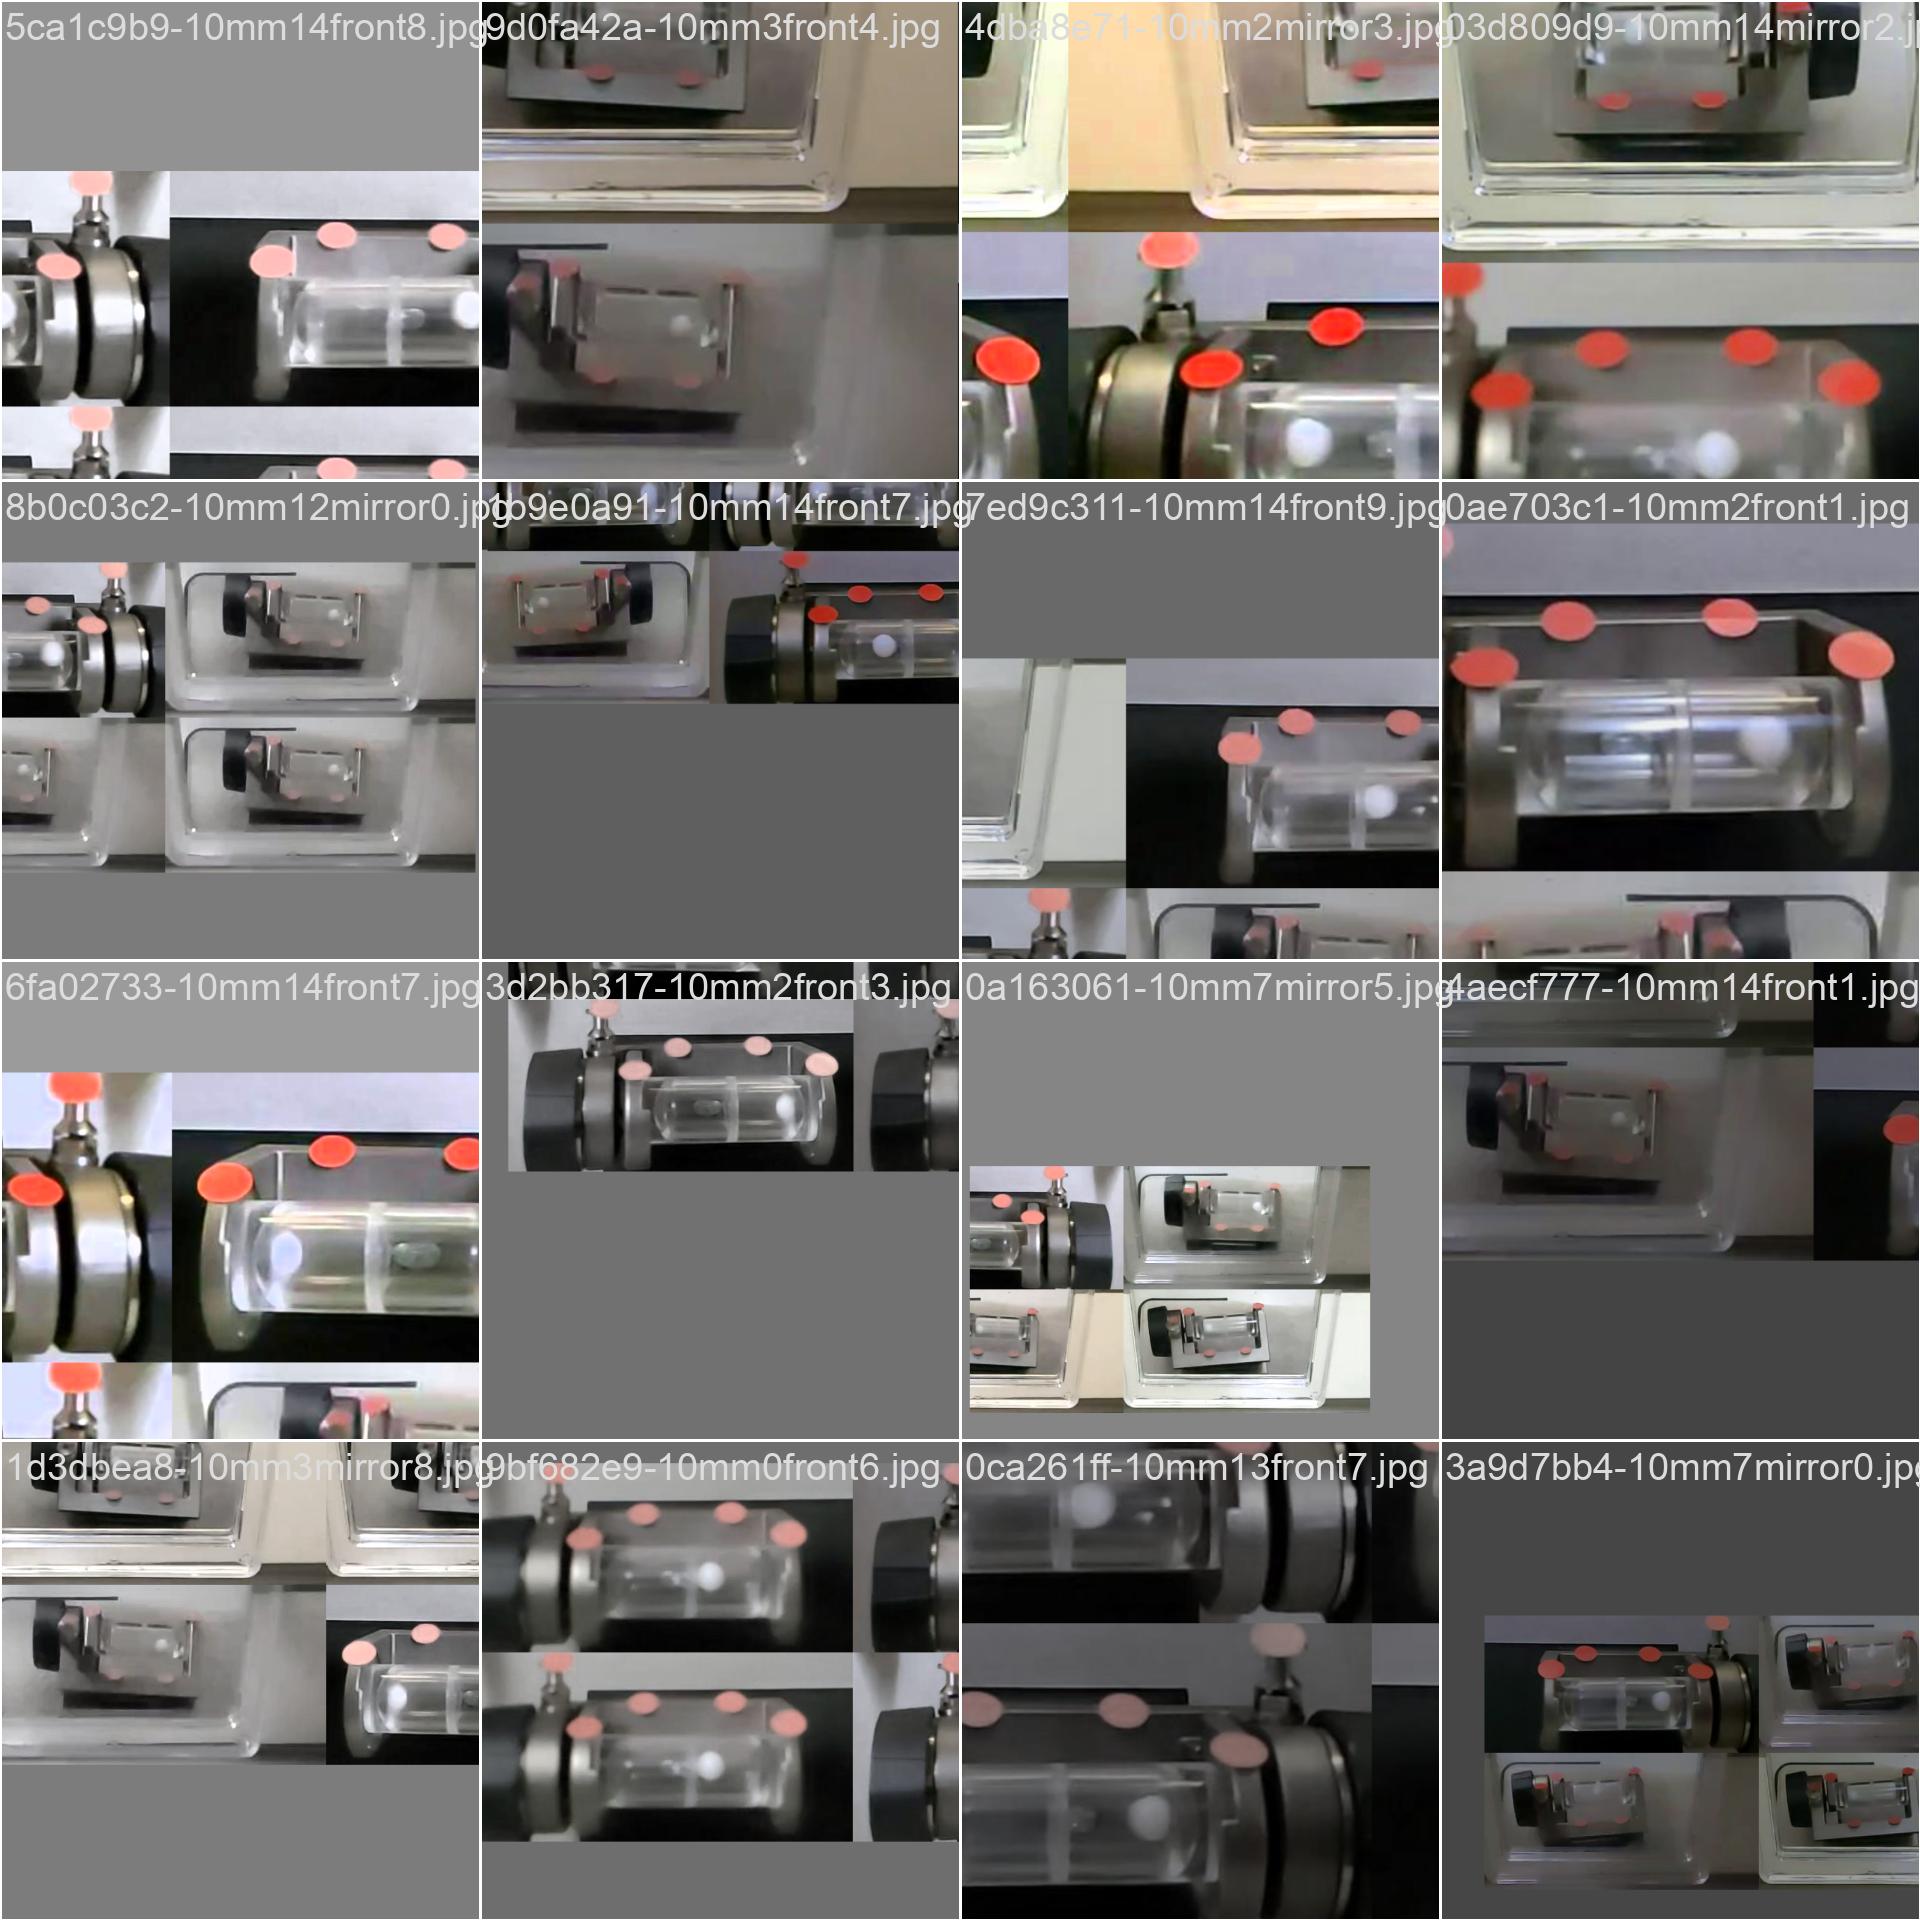 5ca1c9b9-10mm14front8.jpg
9d0fa42a-10mm3front4.jpg
4dba8e71-10mm2mirror3.jpg
03d809d9-10mm14mirror2.jp
8b0c03c2-10mm12mirror0.jpg
1b9e0a91-10mm14front7.jpg
7ed9c311-10mm14front9.jpg
0ae703c1-10mm2front1.jpg
6fa02733-10mm14front7.jpg
3d2bb317-10mm2front3.jpg
0a163061-10mm7mirror5.jpg
4aecf777-10mm14front1.jpg
1d3dbea8-10mm3mirror8.jpg
9bf682e9-10mm0front6.jpg
0ca261ff-10mm13front7.jpg
3a9d7bb4-10mm7mirror0.jpg